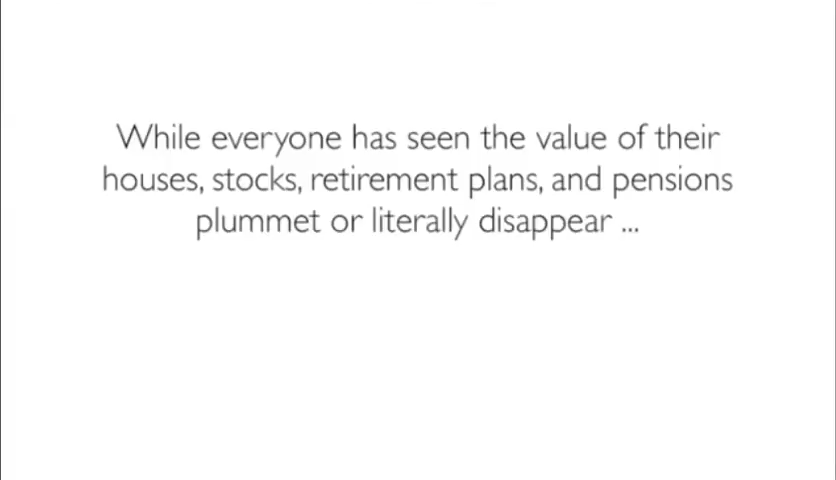 While everyone has seen the value of their
houses, stocks, retirement plans, and pensions
plummet or literally disappear ...